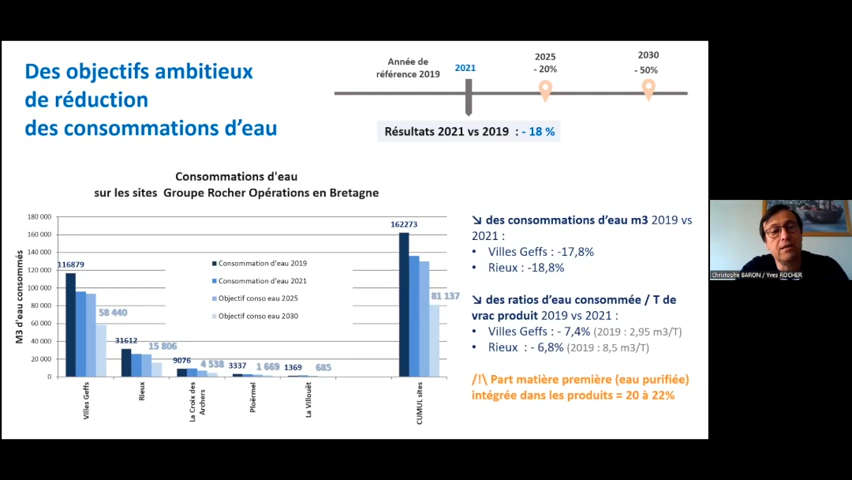 Des objectifs ambitieux
de réduction
des consommations d'eau
Année de
référence 2019
2021
2025
- 20%
2030
- 50%
Résultats 2021 vs 2019 : - 18 %
Consommations d'eau
sur les sites Groupe Rocher Opérations en Bretagne
M3 d'eau consommés
180 000
160 000
140 000
120 000
100 000
80 000
60 000
40 000
20 000
0
116879
58 440
31612
15 806
9076
4 538
3337
1 669
1369
685
162273
81 137
Consommation d'eau 2019
Consommation d'eau 2021
Objectif conso eau 2025
Objectif conso eau 2030
Villes Geffs
Rieux
La Croix des
Archers
Ploërmel
La Villouët
CUMUL sites
↘ des consommations d'eau m3 2019 vs
2021 :
• Villes Geffs : -17,8%
• Rieux : -18,8%
↘ des ratios d'eau consommée / T de
vrac produit 2019 vs 2021 :
• Villes Geffs : - 7,4% (2019 : 2,95 m3/T)
• Rieux : - 6,8% (2019 : 8,5 m3/T)
/!\ Part matière première (eau purifiée)
intégrée dans les produits = 20 à 22%
Christophe BARON / Yves ROCHER